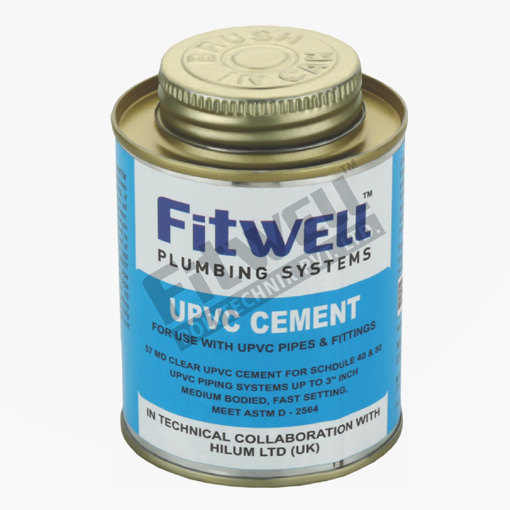 BRUSH
IN CAN
Fitwell™
PLUMBING SYSTEMS
UPVC CEMENT
FOR USE WITH UPVC PIPES & FITTINGS
57 MD CLEAR UPVC CEMENT FOR SCHDULE 40 & 80
UPVC PIPING SYSTEMS UP TO 3" INCH
MEDIUM BODIED, FAST SETTING.
MEET ASTM D - 2564
IN TECHNICAL COLLABORATION WITH
HILUM LTD (UK)
Fitwell™